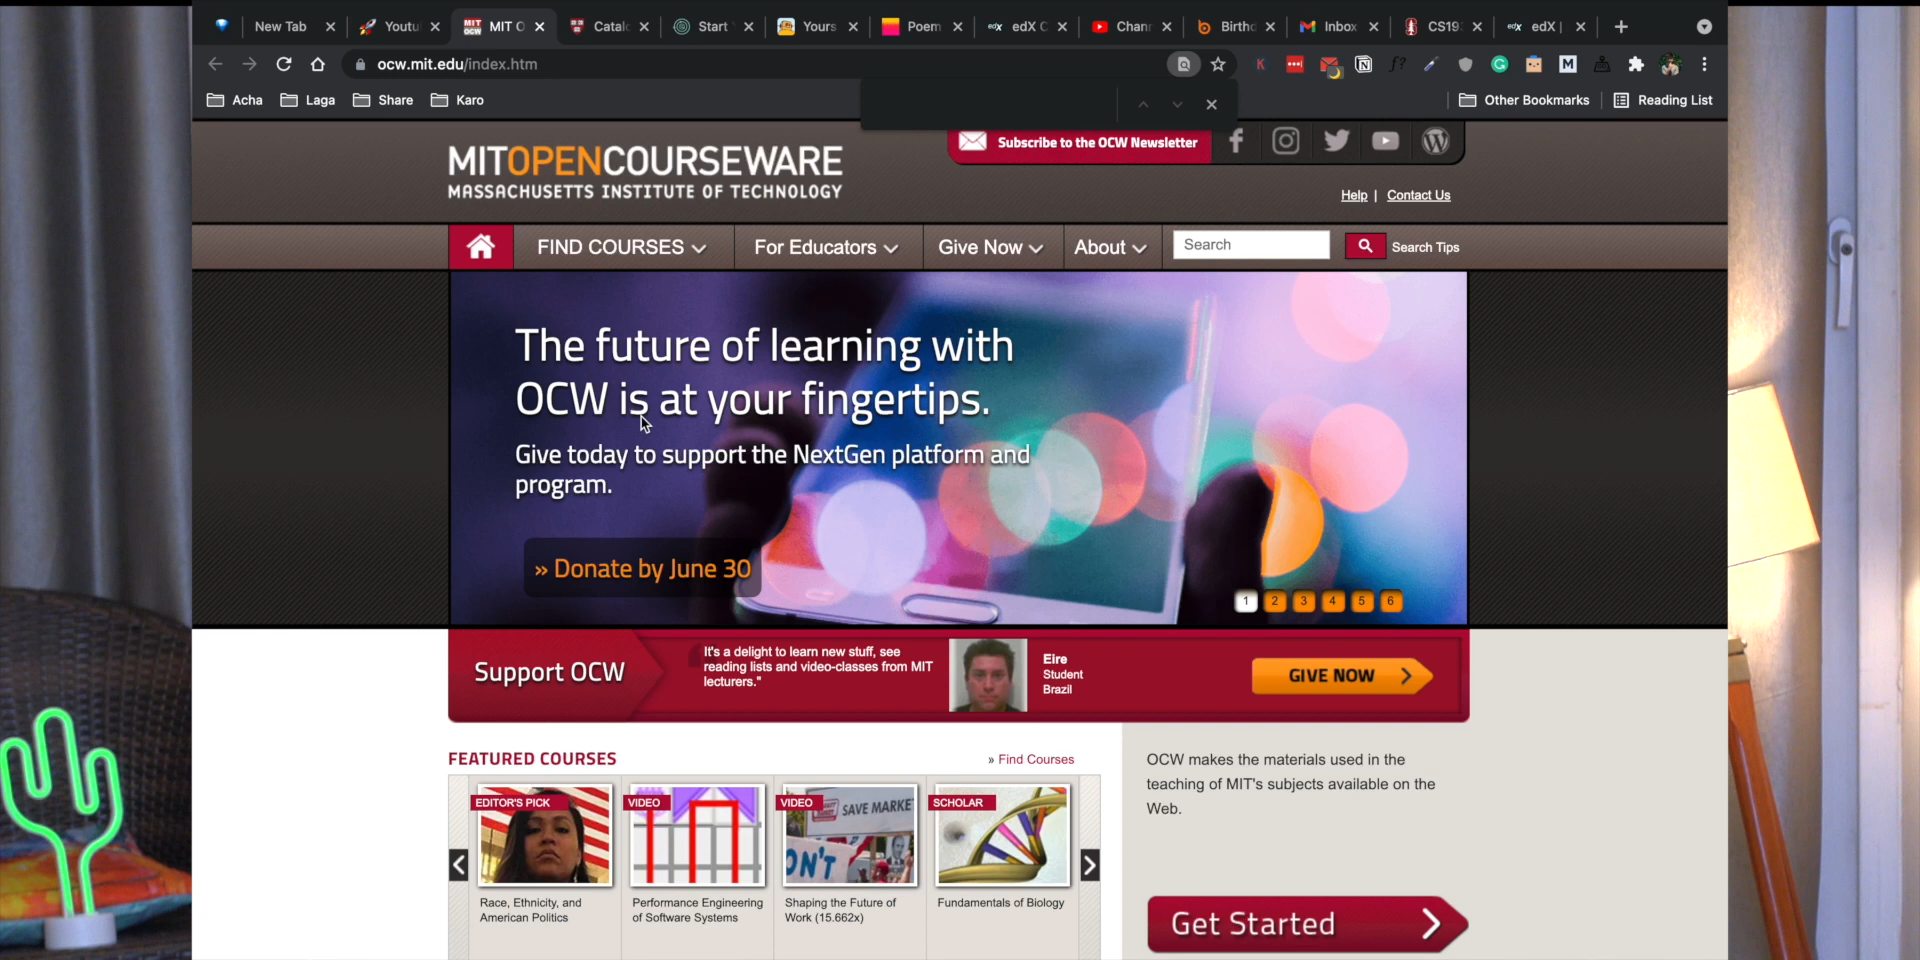 New Tab
Youtu
MIT O
Catalo
Start
Yours
Poem
edX C
Chann
Birthd
Inbox
CS193
edX |
ocw.mit.edu/index.htm
Acha
Laga
Share
Karo
Other Bookmarks
Reading List
MITOPENCOURSEWARE
MASSACHUSETTS INSTITUTE OF TECHNOLOGY
Subscribe to the OCW Newsletter
Help | Contact Us
FIND COURSES
For Educators
Give Now
About
Search
Search Tips
The future of learning with
OCW is at your fingertips.
Give today to support the NextGen platform and
program.
» Donate by June 30
1 2 3 4 5 6
Support OCW
It's a delight to learn new stuff, see
reading lists and video-classes from MIT
lecturers."
Eire
Student
Brazil
GIVE NOW
FEATURED COURSES
» Find Courses
EDITOR'S PICK
VIDEO
VIDEO
SCHOLAR
SAVE MARKE
ON'T
Race, Ethnicity, and
American Politics
Performance Engineering
of Software Systems
Shaping the Future of
Work (15.662x)
Fundamentals of Biology
OCW makes the materials used in the
teaching of MIT's subjects available on the
Web.
Get Started